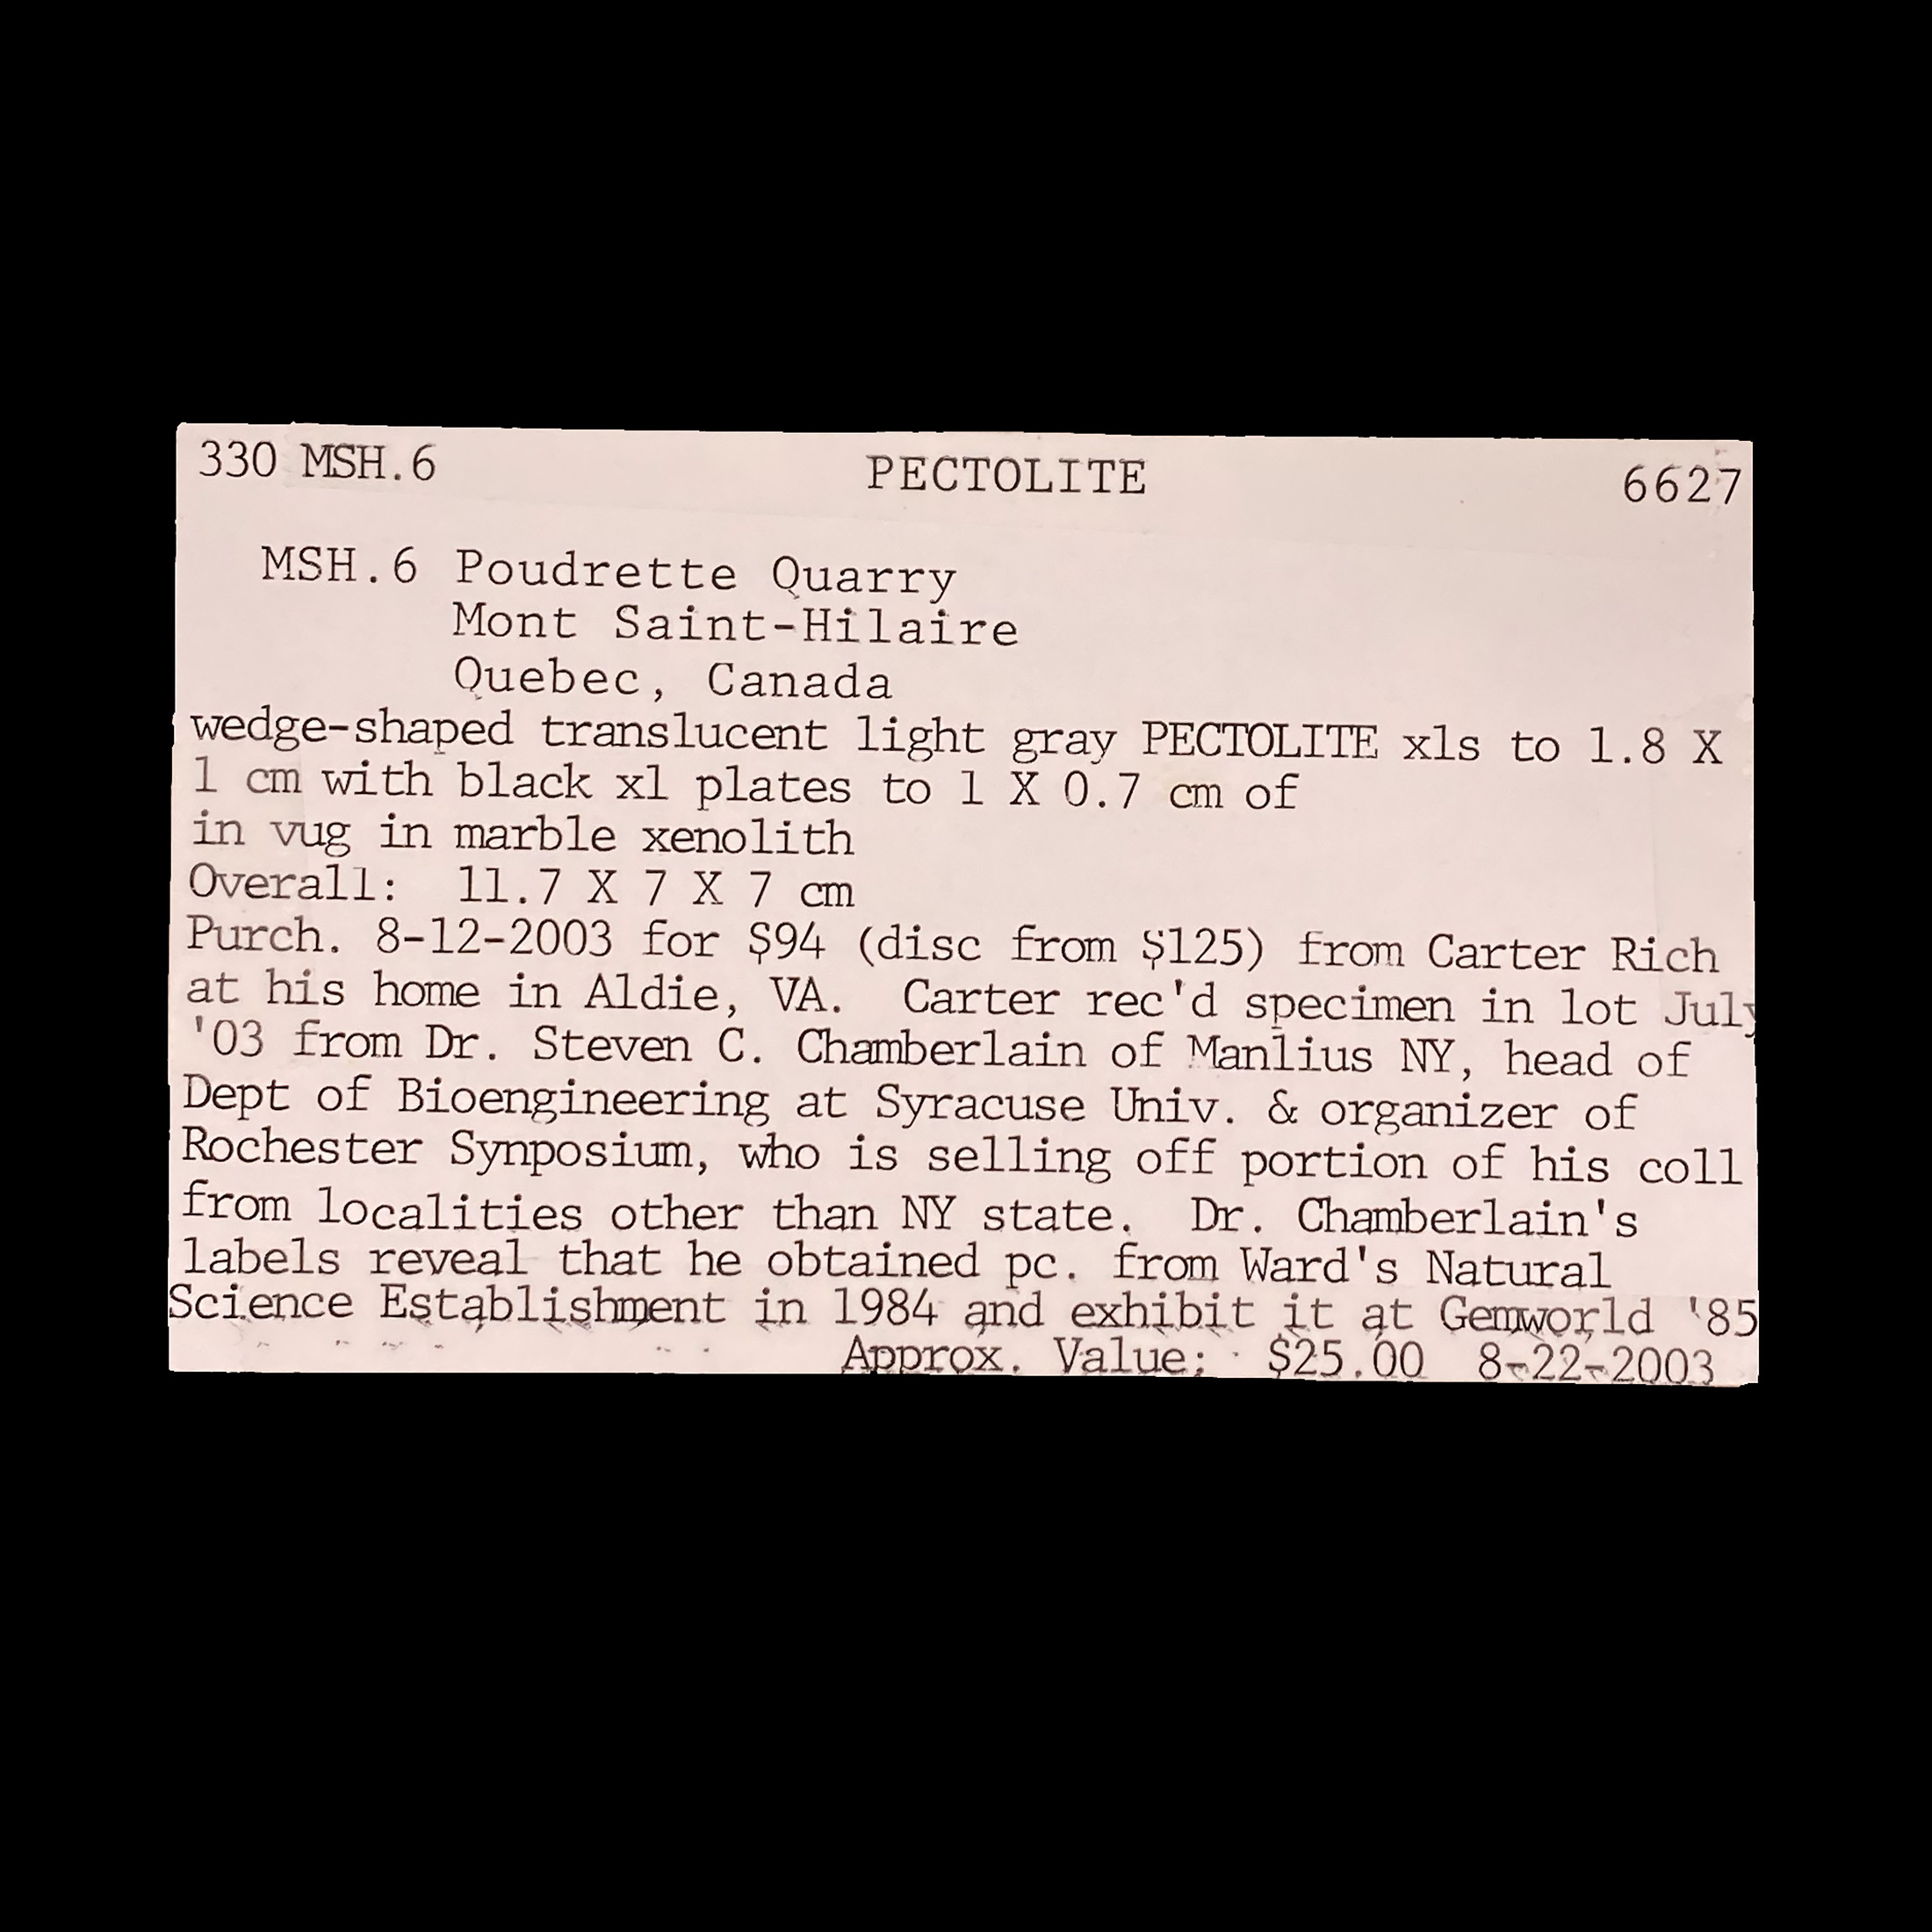 330 MSH.6 PECTOLITE 6627
MSH.6 Poudrette Quarry
Mont Saint-Hilaire
Quebec, Canada
wedge-shaped translucent light gray PECTOLITE xls to 1.8 X
1 cm with black xl plates to 1 X 0.7 cm of
in vug in marble xenolith
Overall: 11.7 X 7 X 7 cm
Purch. 8-12-2003 for $94 (disc from $125) from Carter Rich
at his home in Aldie, VA. Carter rec'd specimen in lot July
'03 from Dr. Steven C. Chamberlain of Manlius NY, head of
Dept of Bioengineering at Syracuse Univ. & organizer of
Rochester Synposium, who is selling off portion of his coll
from localities other than NY state. Dr. Chamberlain's
labels reveal that he obtained pc. from Ward's Natural
Science Establishment in 1984 and exhibit it at Gemworld '85
Approx. Value: $25.00 8-22-2003